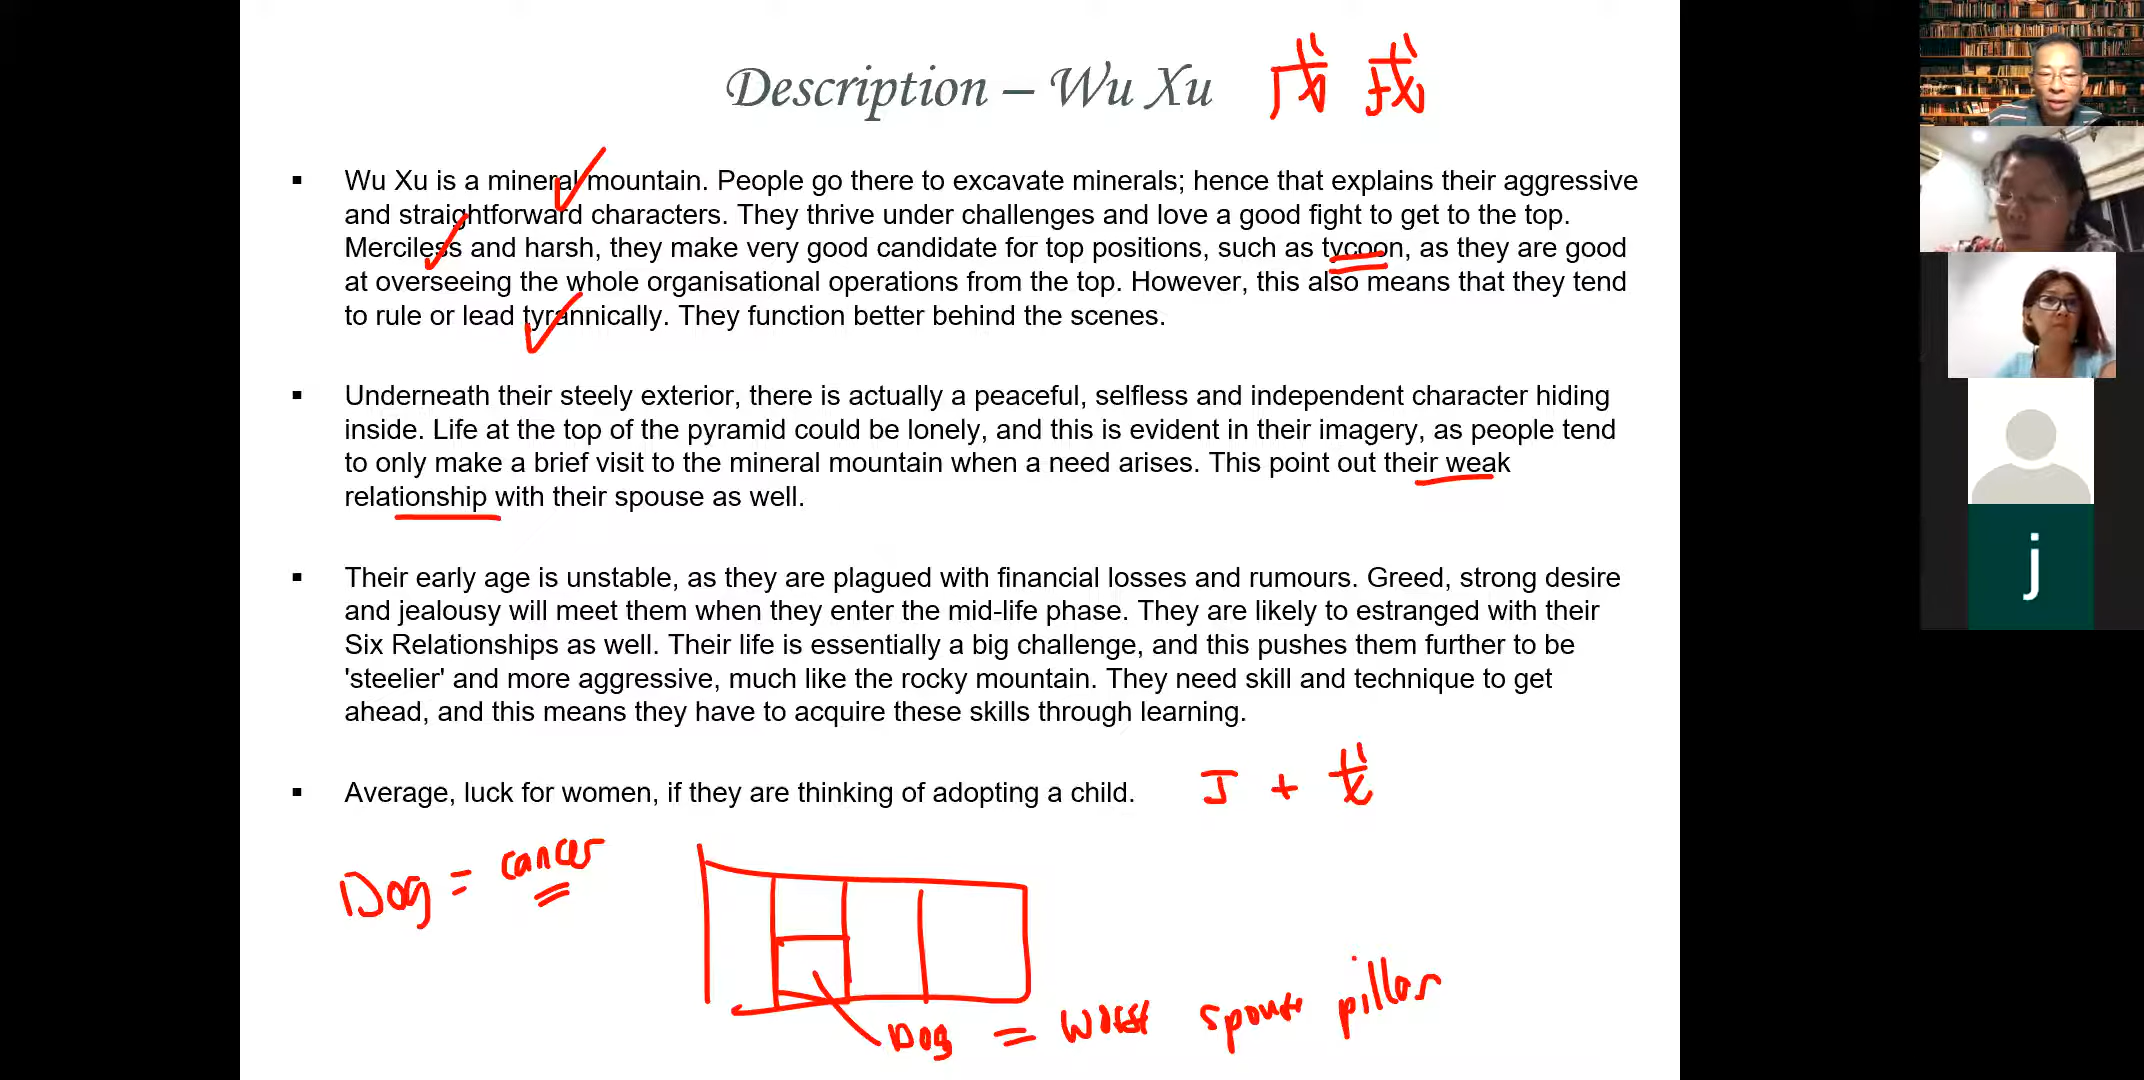 Description – Wu Xu 戊 戌
▪ Wu Xu is a mineral mountain. People go there to excavate minerals; hence that explains their aggressive
and straightforward characters. They thrive under challenges and love a good fight to get to the top.
Merciless and harsh, they make very good candidate for top positions, such as tycoon, as they are good
at overseeing the whole organisational operations from the top. However, this also means that they tend
to rule or lead tyrannically. They function better behind the scenes.
▪ Underneath their steely exterior, there is actually a peaceful, selfless and independent character hiding
inside. Life at the top of the pyramid could be lonely, and this is evident in their imagery, as people tend
to only make a brief visit to the mineral mountain when a need arises. This point out their weak
relationship with their spouse as well.
▪ Their early age is unstable, as they are plagued with financial losses and rumours. Greed, strong desire
and jealousy will meet them when they enter the mid-life phase. They are likely to estranged with their
Six Relationships as well. Their life is essentially a big challenge, and this pushes them further to be
'steelier' and more aggressive, much like the rocky mountain. They need skill and technique to get
ahead, and this means they have to acquire these skills through learning.
▪ Average, luck for women, if they are thinking of adopting a child.
Dog = cancer
Dog = worst spouse pillar
j